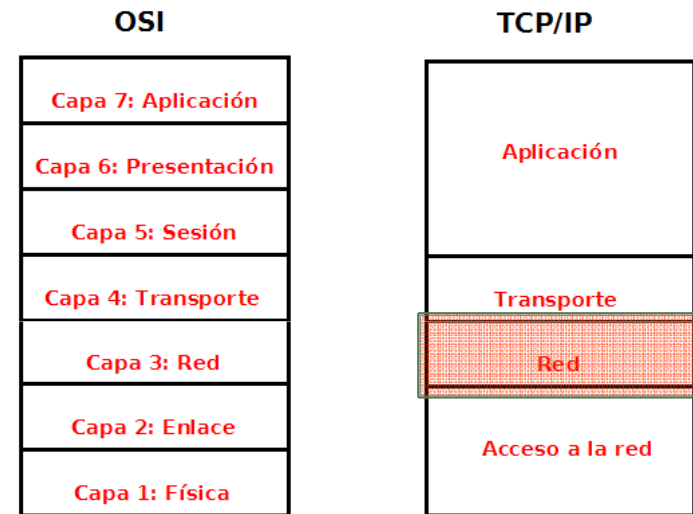 OSI
Capa 7: Aplicación
Capa 6: Presentación
Capa 5: Sesión
Capa 4: Transporte
Capa 3: Red
Capa 2: Enlace
Capa 1: Física
TCP/IP
Aplicación
Transporte
Red
Acceso a la red